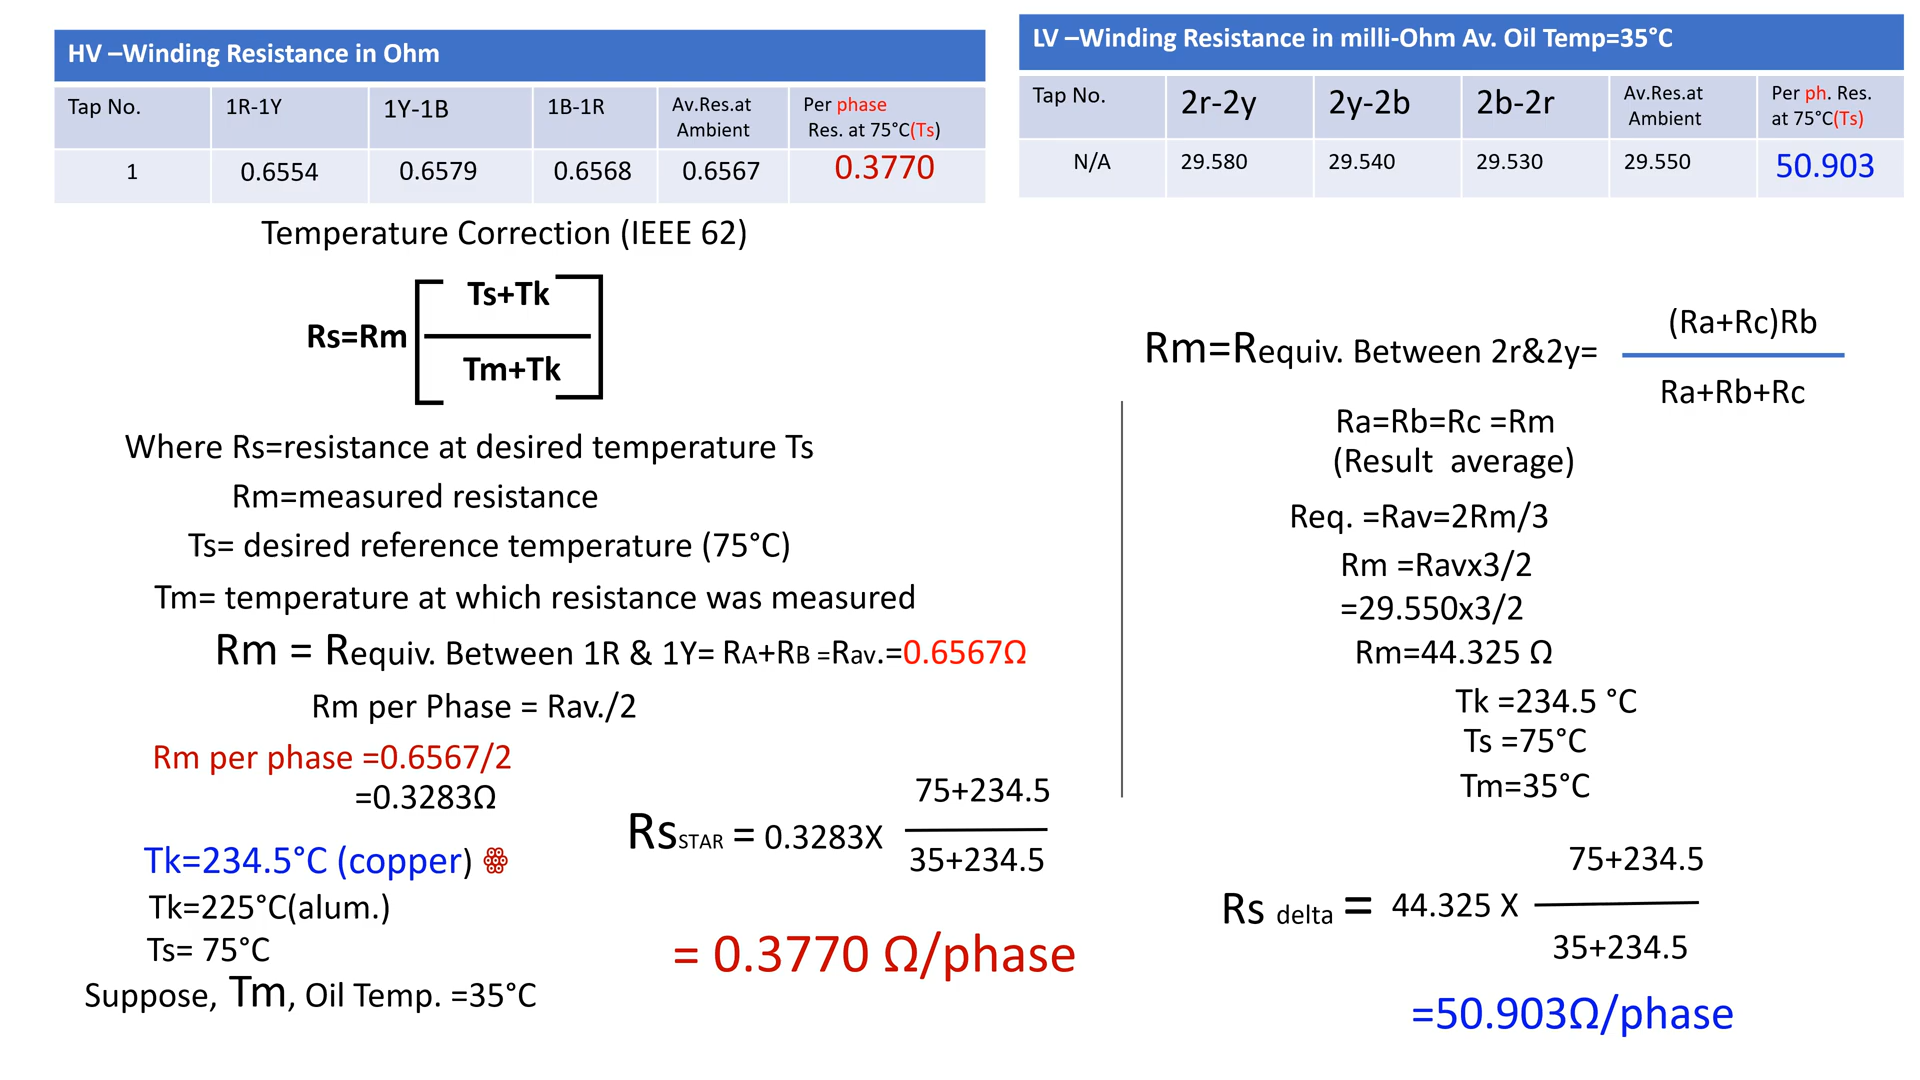 HV –Winding Resistance in Ohm
Tap No. 1R-1Y 1Y-1B 1B-1R Av.Res.at Ambient Per phase Res. at 75°C(Ts)
1 0.6554 0.6579 0.6568 0.6567 0.3770
LV –Winding Resistance in milli-Ohm Av. Oil Temp=35°C
Tap No. 2r-2y 2y-2b 2b-2r Av.Res.at Ambient Per ph. Res. at 75°C(Ts)
N/A 29.580 29.540 29.530 29.550 50.903
Temperature Correction (IEEE 62)
Ts+Tk
Rs=Rm
Tm+Tk
Where Rs=resistance at desired temperature Ts
Rm=measured resistance
Ts= desired reference temperature (75°C)
Tm= temperature at which resistance was measured
Rm = Requiv. Between 1R & 1Y= RA+RB =Rav.=0.6567Ω
Rm per Phase = Rav./2
Rm per phase =0.6567/2
=0.3283Ω
Tk=234.5°C (copper)
Tk=225°C(alum.)
Ts= 75°C
Suppose, Tm, Oil Temp. =35°C
75+234.5
RsSTAR = 0.3283X
35+234.5
= 0.3770 Ω/phase
(Ra+Rc)Rb
Rm=Requiv. Between 2r&2y=
Ra+Rb+Rc
Ra=Rb=Rc =Rm
(Result average)
Req. =Rav=2Rm/3
Rm =Ravx3/2
=29.550x3/2
Rm=44.325 Ω
Tk =234.5 °C
Ts =75°C
Tm=35°C
75+234.5
Rs delta = 44.325 X
35+234.5
=50.903Ω/phase